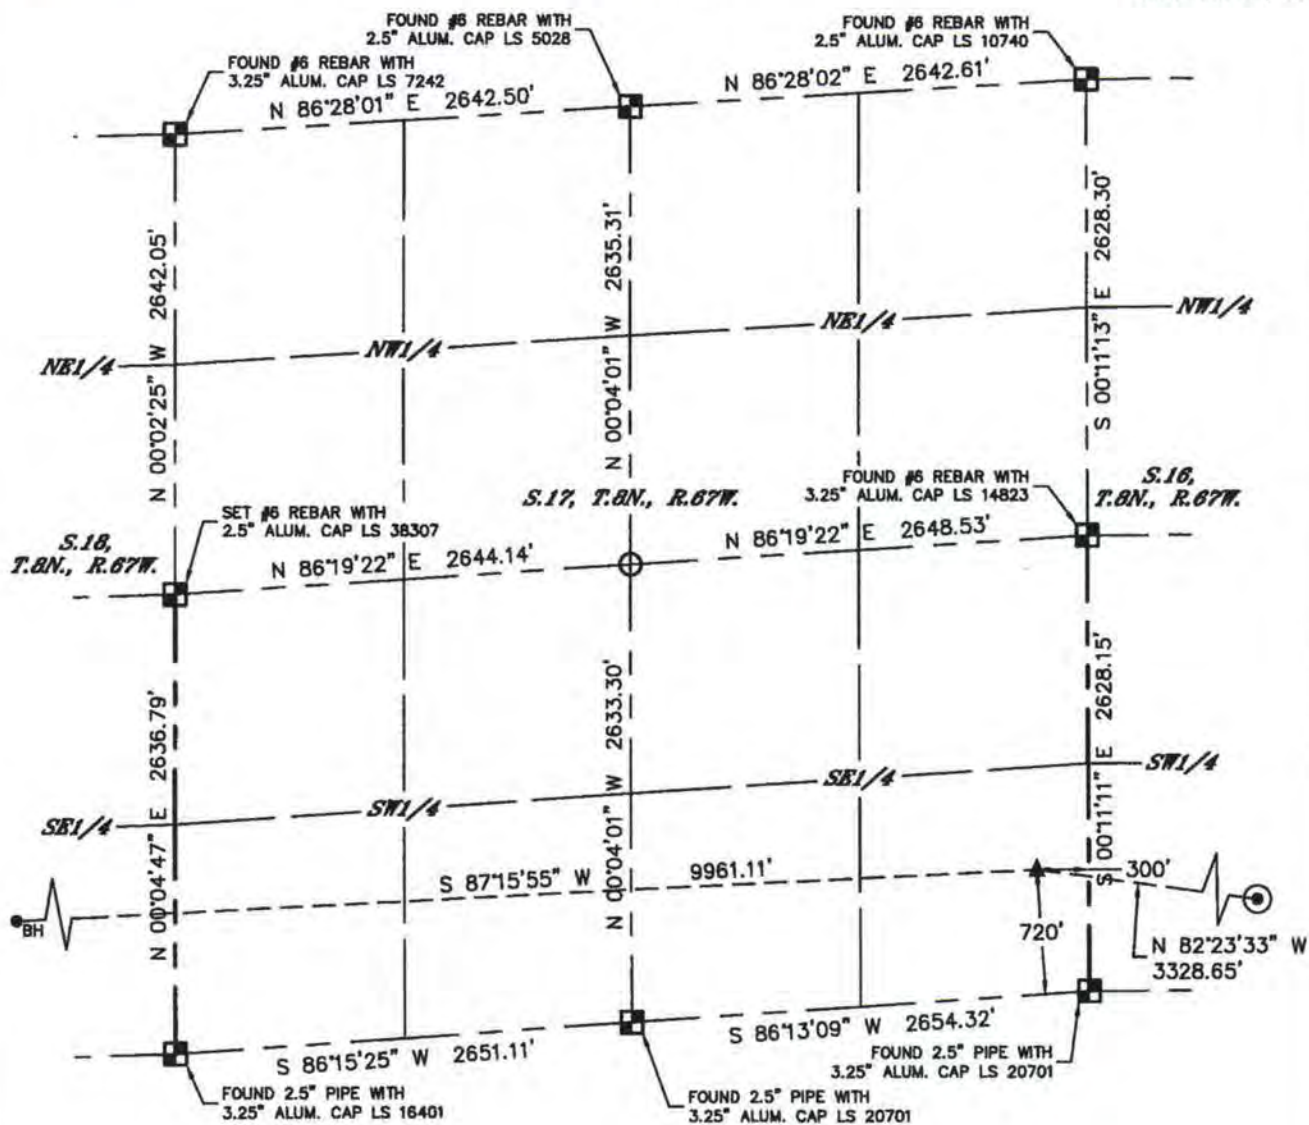 FOUND #6 REBAR WITH
2.5" ALUM. CAP LS 5028
FOUND #6 REBAR WITH
2.5" ALUM. CAP LS 10740
FOUND #6 REBAR WITH
3.25" ALUM. CAP LS 7242
N 86°28'01" E 2642.50'
N 86°28'02" E 2642.61'
N 00°02'25" W 2642.05'
N 00°04'01" W 2635.31'
S 00°11'13" E 2628.30'
NE1/4
NW1/4
NE1/4
NW1/4
SET #6 REBAR WITH
2.5" ALUM. CAP LS 38307
S.18,
T.8N., R.67W.
S.17, T.8N., R.67W.
FOUND #6 REBAR WITH
3.25" ALUM. CAP LS 14823
S.16,
T.8N., R.67W.
N 86°19'22" E 2644.14'
N 86°19'22" E 2648.53'
N 00°04'47" E 2636.79'
N 00°04'01" W 2633.30'
S 00°11'11" E 2628.15'
SE1/4
SW1/4
SE1/4
SW1/4
S 87°15'55" W 9961.11'
300'
BH
720'
N 82°23'33" W
3328.65'
S 86°15'25" W 2651.11'
S 86°13'09" W 2654.32'
FOUND 2.5" PIPE WITH
3.25" ALUM. CAP LS 20701
FOUND 2.5" PIPE WITH
3.25" ALUM. CAP LS 16401
FOUND 2.5" PIPE WITH
3.25" ALUM. CAP LS 20701